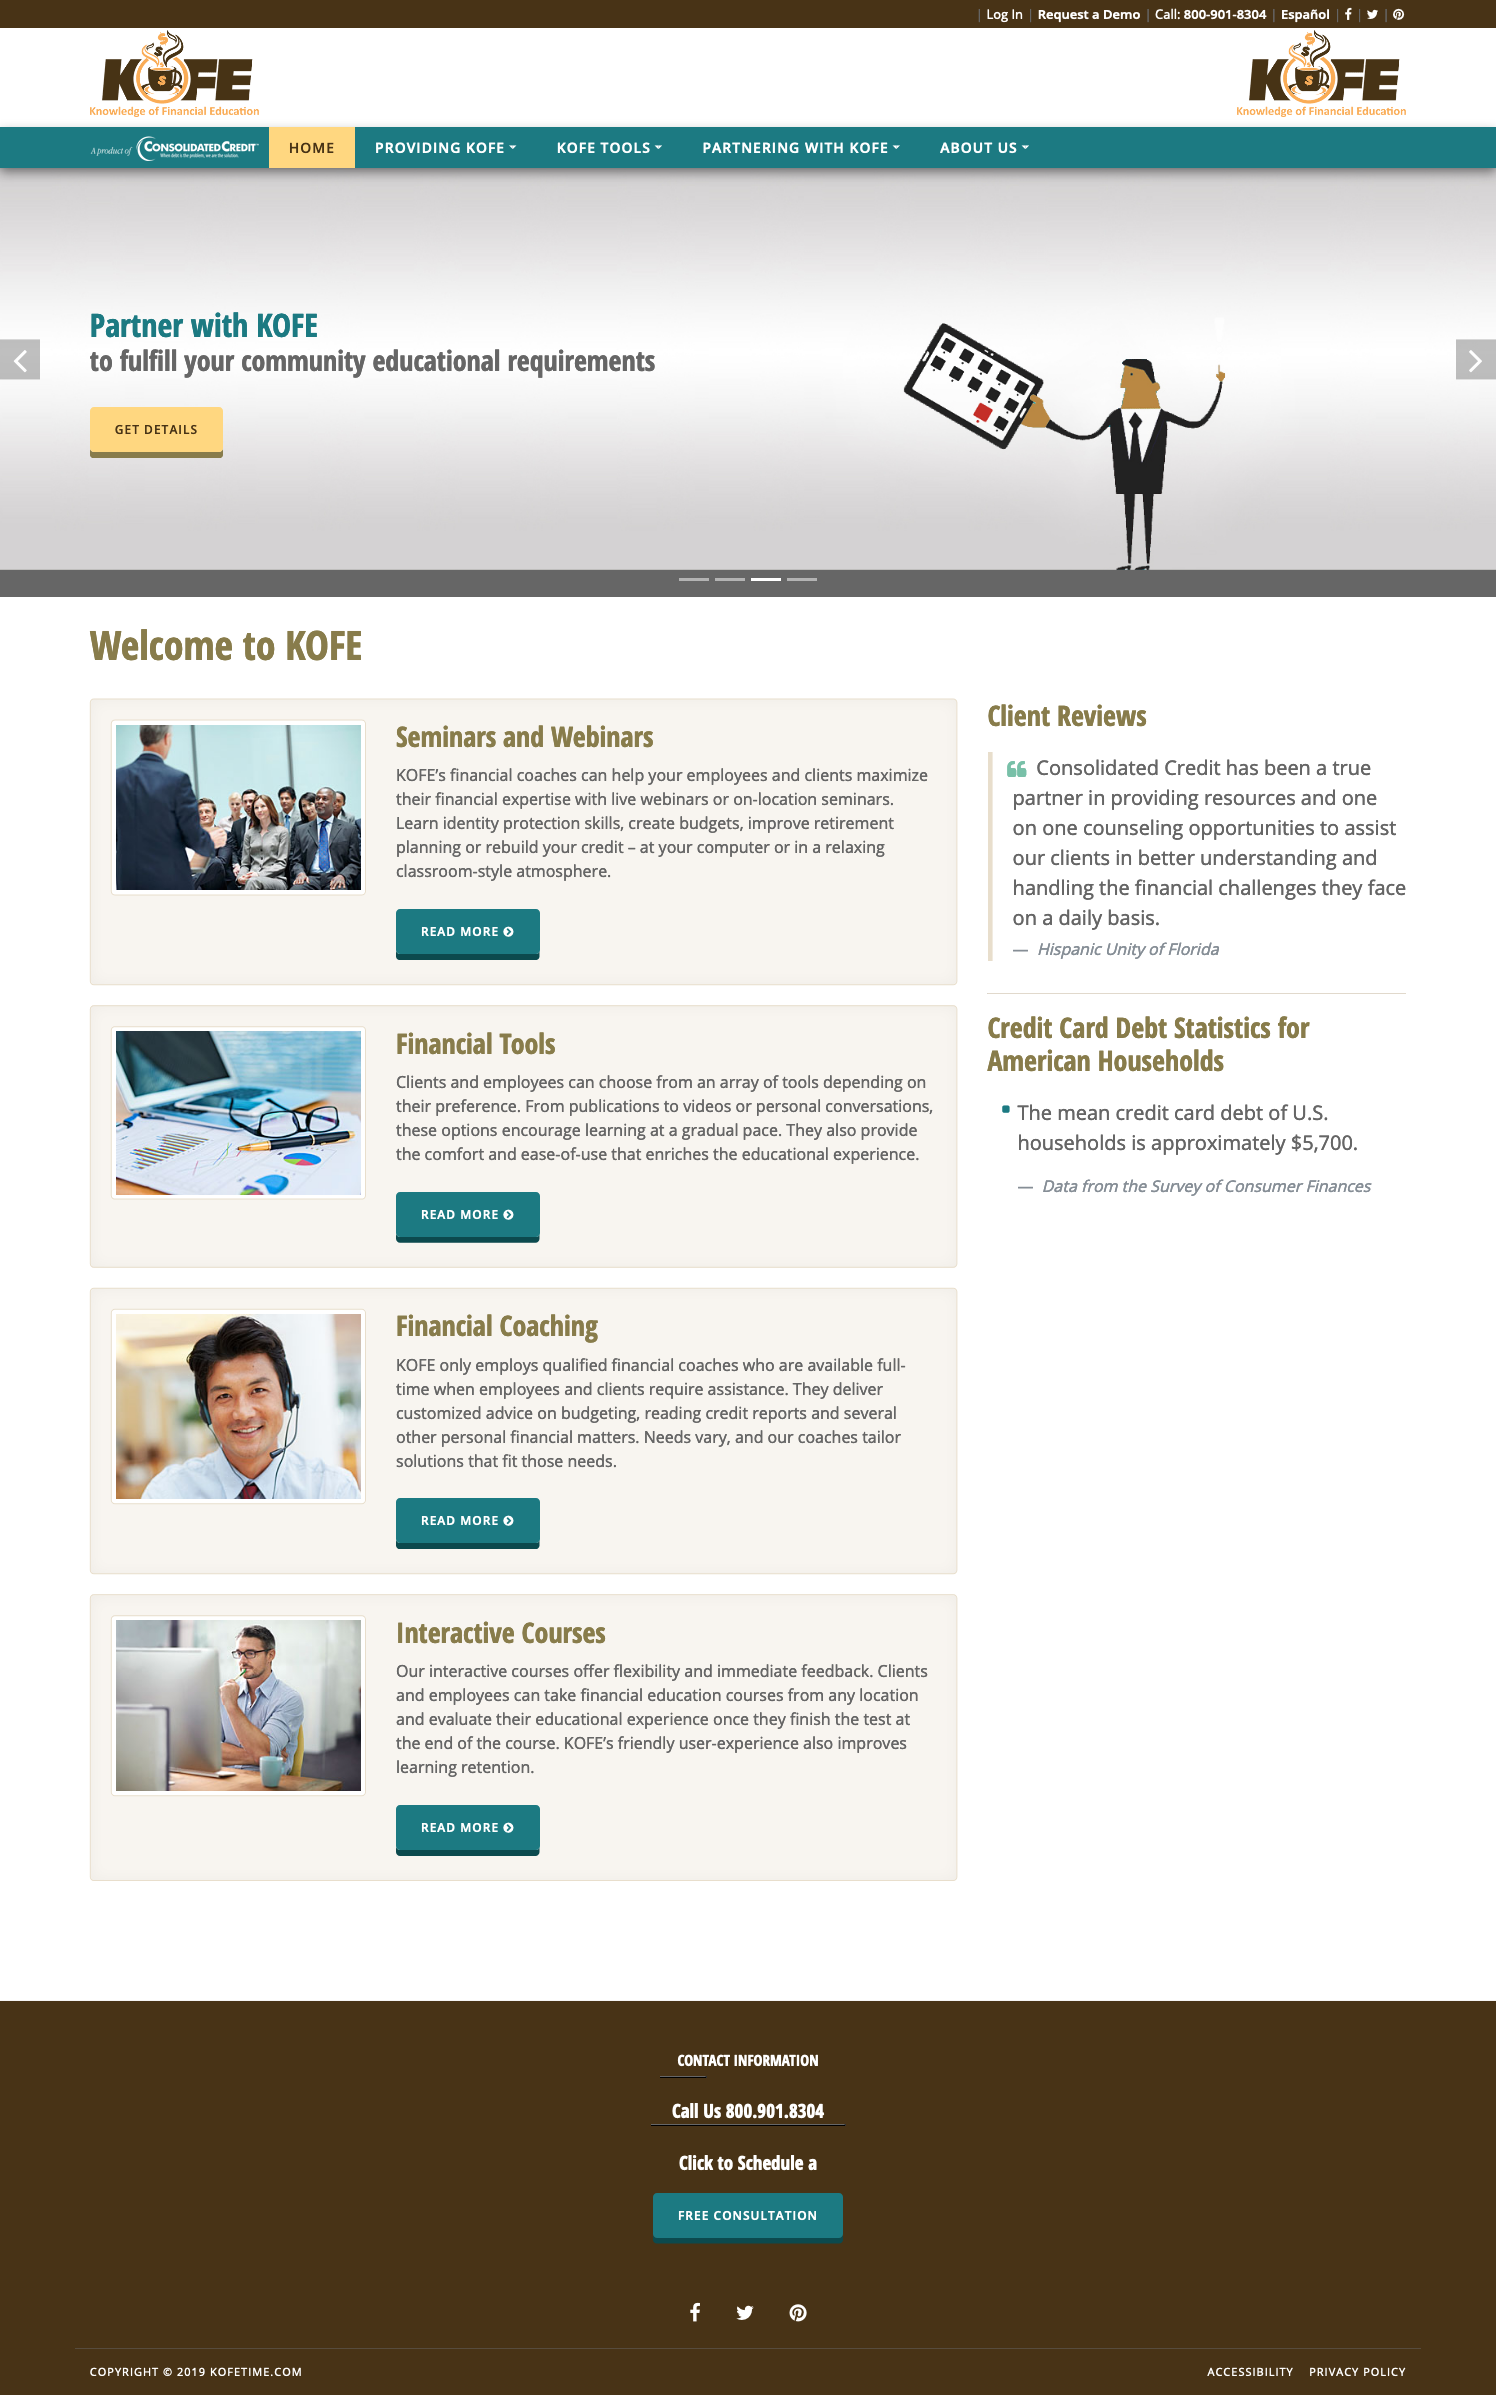 | Log In | Request a Demo | Call: 800-901-8304 | Español | | |
KOFE
Knowledge of Financial Education
KOFE
Knowledge of Financial Education
A product of CONSOLIDATED CREDIT
When debt is the problem, we are the solution.
HOME
PROVIDING KOFE
KOFE TOOLS
PARTNERING WITH KOFE
ABOUT US
Partner with KOFE
to fulfill your community educational requirements
GET DETAILS
Welcome to KOFE
Seminars and Webinars
KOFE’s financial coaches can help your employees and clients maximize
their financial expertise with live webinars or on-location seminars.
Learn identity protection skills, create budgets, improve retirement
planning or rebuild your credit – at your computer or in a relaxing
classroom-style atmosphere.
READ MORE
Financial Tools
Clients and employees can choose from an array of tools depending on
their preference. From publications to videos or personal conversations,
these options encourage learning at a gradual pace. They also provide
the comfort and ease-of-use that enriches the educational experience.
READ MORE
Financial Coaching
KOFE only employs qualified financial coaches who are available full-
time when employees and clients require assistance. They deliver
customized advice on budgeting, reading credit reports and several
other personal financial matters. Needs vary, and our coaches tailor
solutions that fit those needs.
READ MORE
Interactive Courses
Our interactive courses offer flexibility and immediate feedback. Clients
and employees can take financial education courses from any location
and evaluate their educational experience once they finish the test at
the end of the course. KOFE’s friendly user-experience also improves
learning retention.
READ MORE
Client Reviews
“ Consolidated Credit has been a true
partner in providing resources and one
on one counseling opportunities to assist
our clients in better understanding and
handling the financial challenges they face
on a daily basis.
— Hispanic Unity of Florida
Credit Card Debt Statistics for
American Households
The mean credit card debt of U.S.
households is approximately $5,700.
— Data from the Survey of Consumer Finances
CONTACT INFORMATION
Call Us 800.901.8304
Click to Schedule a
FREE CONSULTATION
COPYRIGHT © 2019 KOFETIME.COM
ACCESSIBILITY PRIVACY POLICY